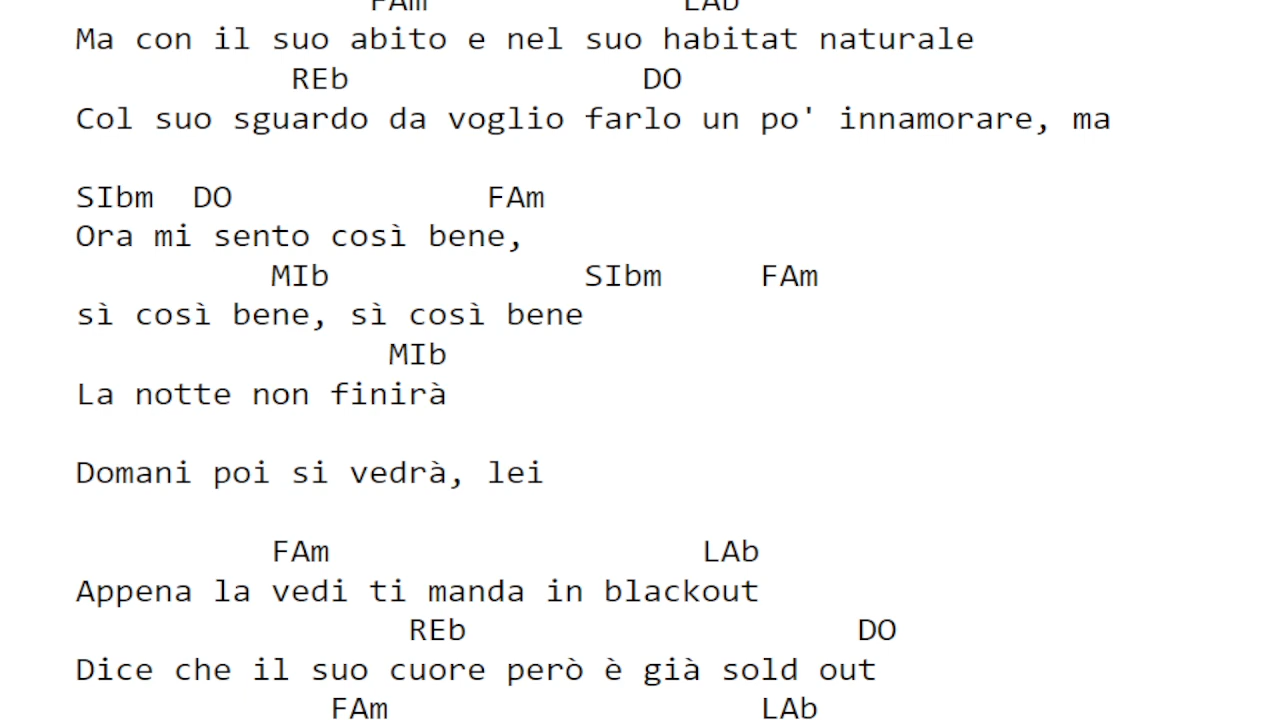 FAm LAb
Ma con il suo abito e nel suo habitat naturale
REb DO
Col suo sguardo da voglio farlo un po' innamorare, ma
SIbm DO FAm
Ora mi sento così bene,
MIb SIbm FAm
sì così bene, sì così bene
MIb
La notte non finirà
Domani poi si vedrà, lei
FAm LAb
Appena la vedi ti manda in blackout
REb DO
Dice che il suo cuore però è già sold out
FAm LAb